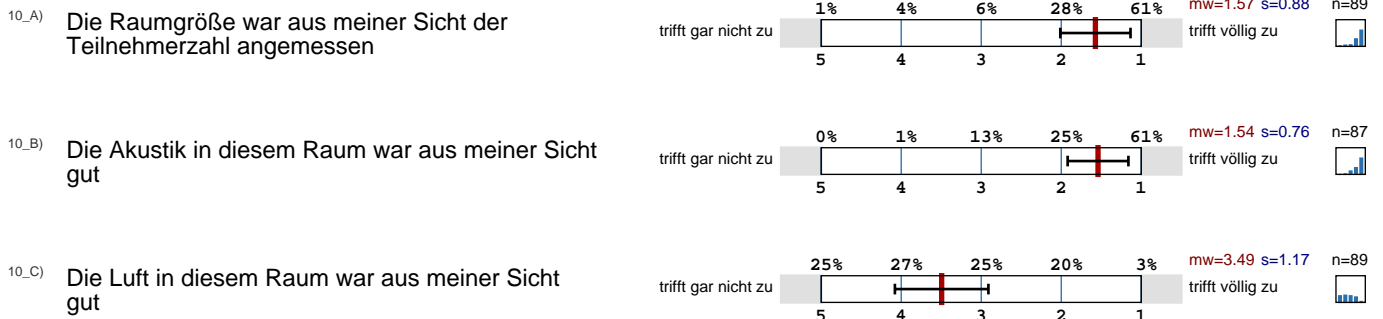 1% 4% 6% 28% 61% mw=1.57 s=0.88 n=89
10_A) Die Raumgröße war aus meiner Sicht der
Teilnehmerzahl angemessen
trifft gar nicht zu trifft völlig zu
5 4 3 2 1
0% 1% 13% 25% 61% mw=1.54 s=0.76 n=87
10_B) Die Akustik in diesem Raum war aus meiner Sicht
gut
trifft gar nicht zu trifft völlig zu
5 4 3 2 1
25% 27% 25% 20% 3% mw=3.49 s=1.17 n=89
10_C) Die Luft in diesem Raum war aus meiner Sicht
gut
trifft gar nicht zu trifft völlig zu
5 4 3 2 1